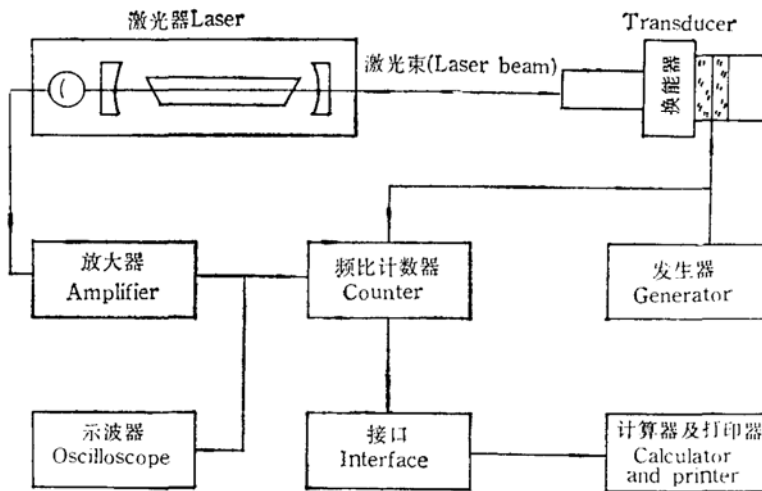 激光器Laser
Transducer
激光束(Laser beam)
换能器
放大器
Amplifier
频比计数器
Counter
发生器
Generator
示波器
Oscilloscope
接口
Interface
计算器及打印器
Calculator
and printer